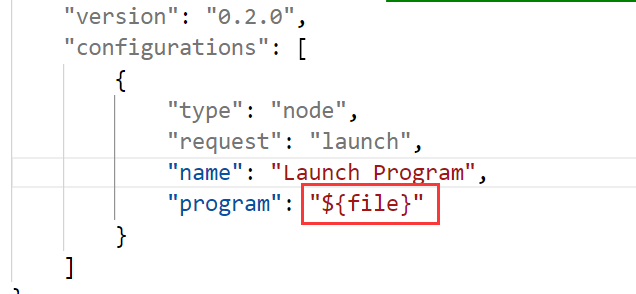 "version": "0.2.0",
"configurations": [
{
"type": "node",
"request": "launch",
"name": "Launch Program",
"program": "${file}"
}
]
}